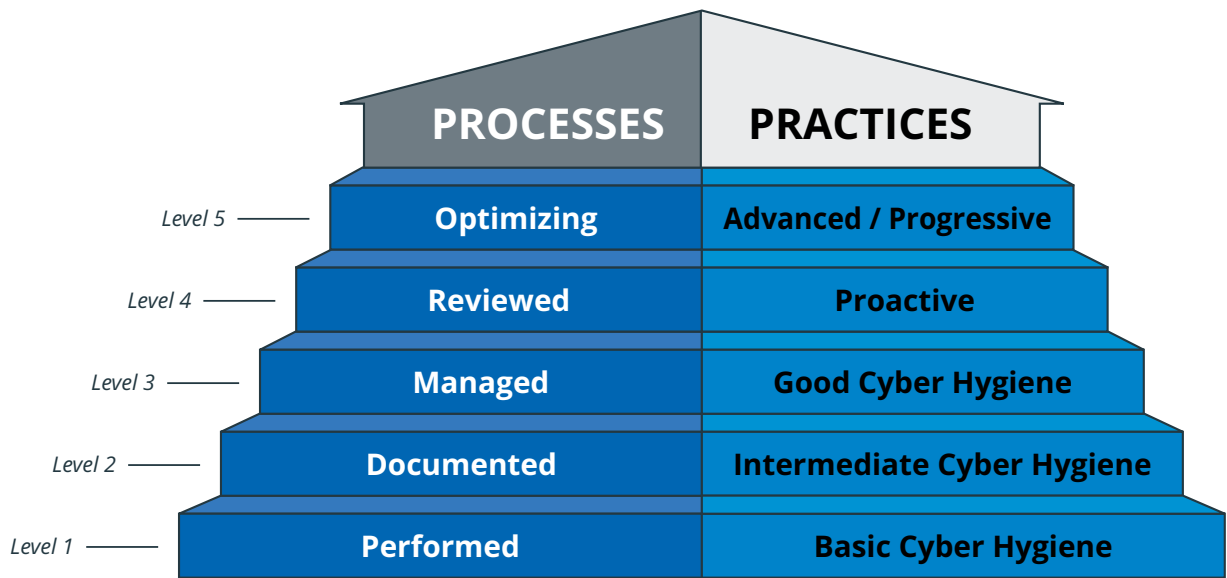 PROCESSES PRACTICES
Level 5 Optimizing Advanced / Progressive
Level 4 Reviewed Proactive
Level 3 Managed Good Cyber Hygiene
Level 2 Documented Intermediate Cyber Hygiene
Level 1 Performed Basic Cyber Hygiene